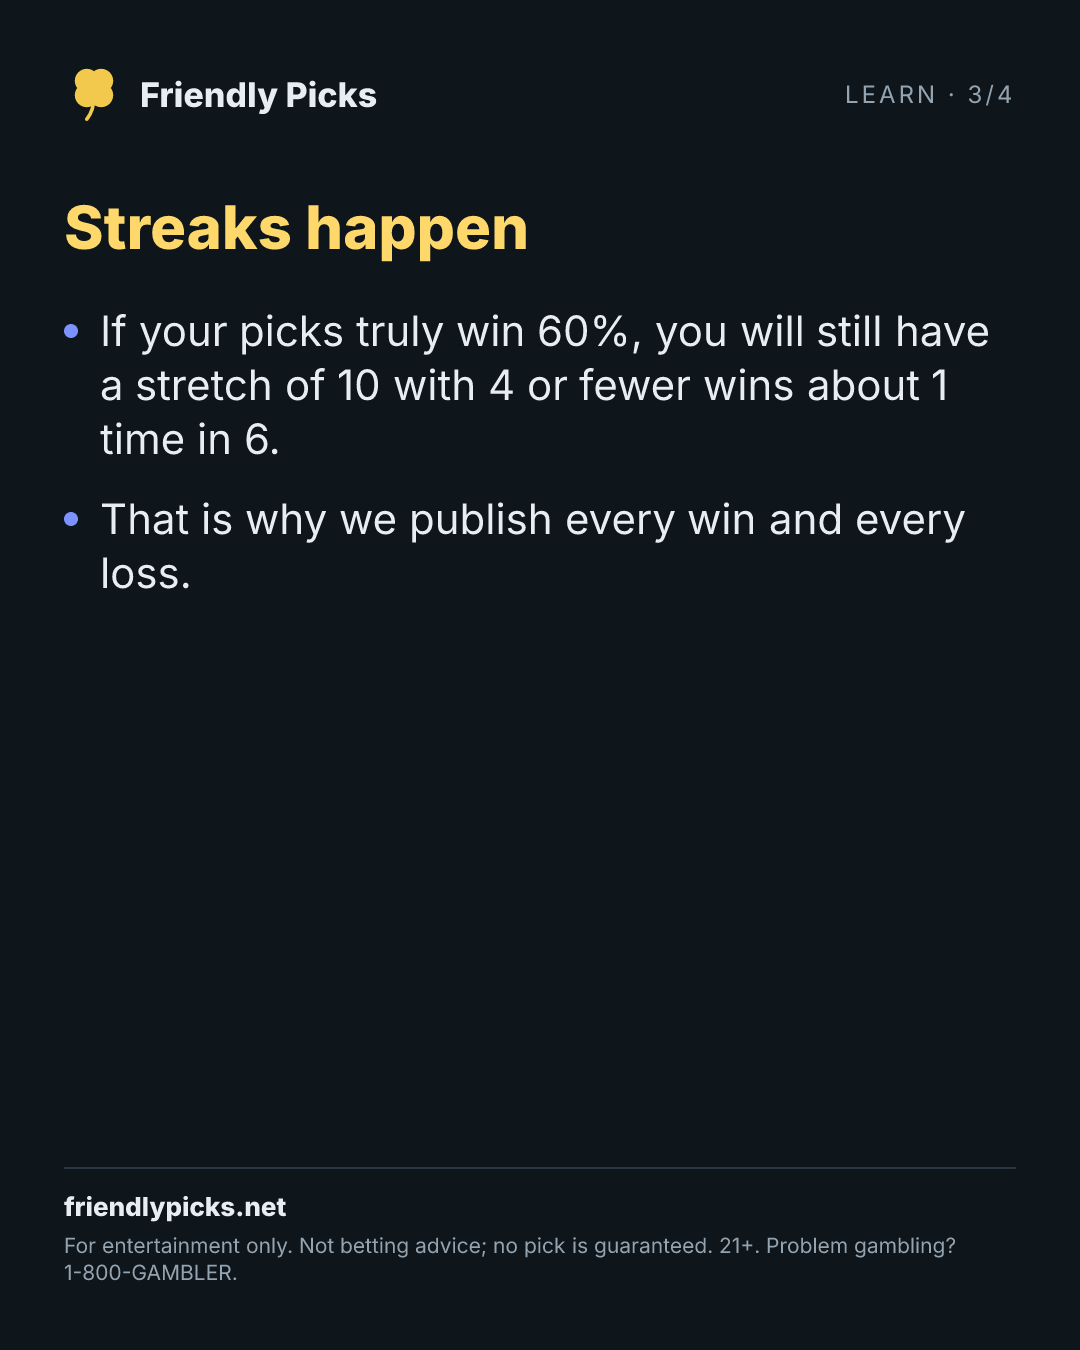 Friendly Picks
LEARN · 3/4
Streaks happen
• If your picks truly win 60%, you will still have
a stretch of 10 with 4 or fewer wins about 1
time in 6.
• That is why we publish every win and every
loss.
friendlypicks.net
For entertainment only. Not betting advice; no pick is guaranteed. 21+. Problem gambling?
1-800-GAMBLER.